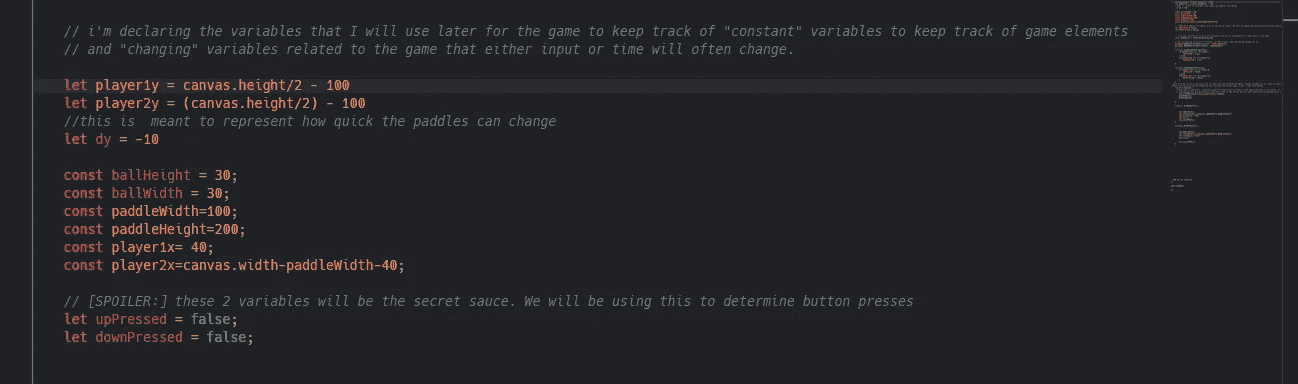 // i'm declaring the variables that I will use later for the game to keep track of "constant" variables to keep track of game elements
// and "changing" variables related to the game that either input or time will often change.
let player1y = canvas.height/2 - 100
let player2y = (canvas.height/2) - 100
//this is  meant to represent how quick the paddles can change
let dy = -10
const ballHeight = 30;
const ballWidth = 30;
const paddleWidth=100;
const paddleHeight=200;
const player1x= 40;
const player2x=canvas.width-paddleWidth-40;
// [SPOILER:] these 2 variables will be the secret sauce. We will be using this to determine button presses
let upPressed = false;
let downPressed = false;